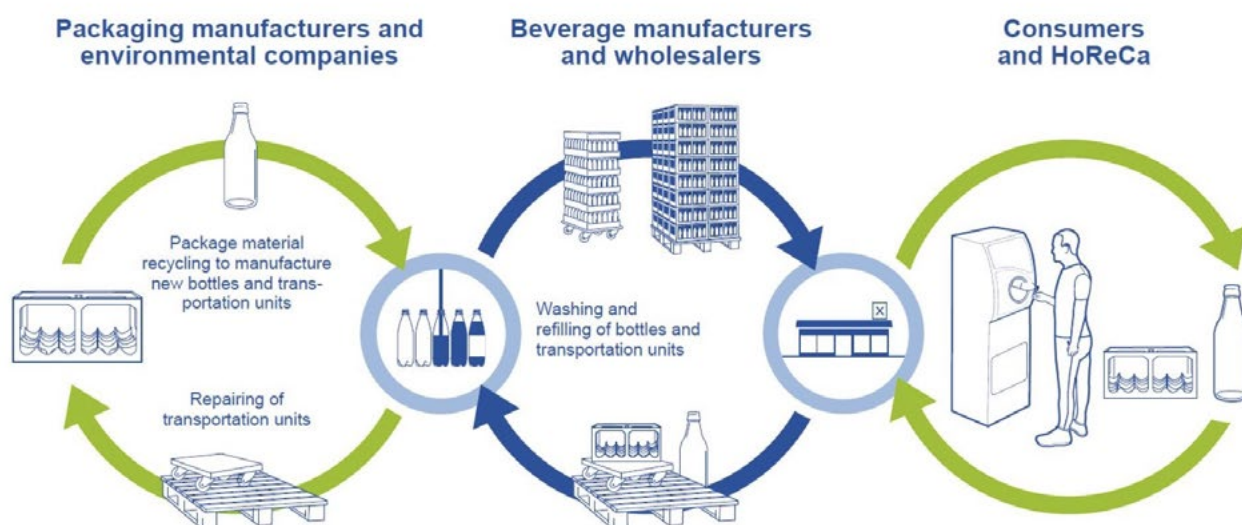 Packaging manufacturers and
environmental companies
Beverage manufacturers
and wholesalers
Consumers
and HoReCa
Package material
recycling to manufacture
new bottles and trans-
portation units
Repairing of
transportation units
Washing and
refilling of bottles and
transportation units
X